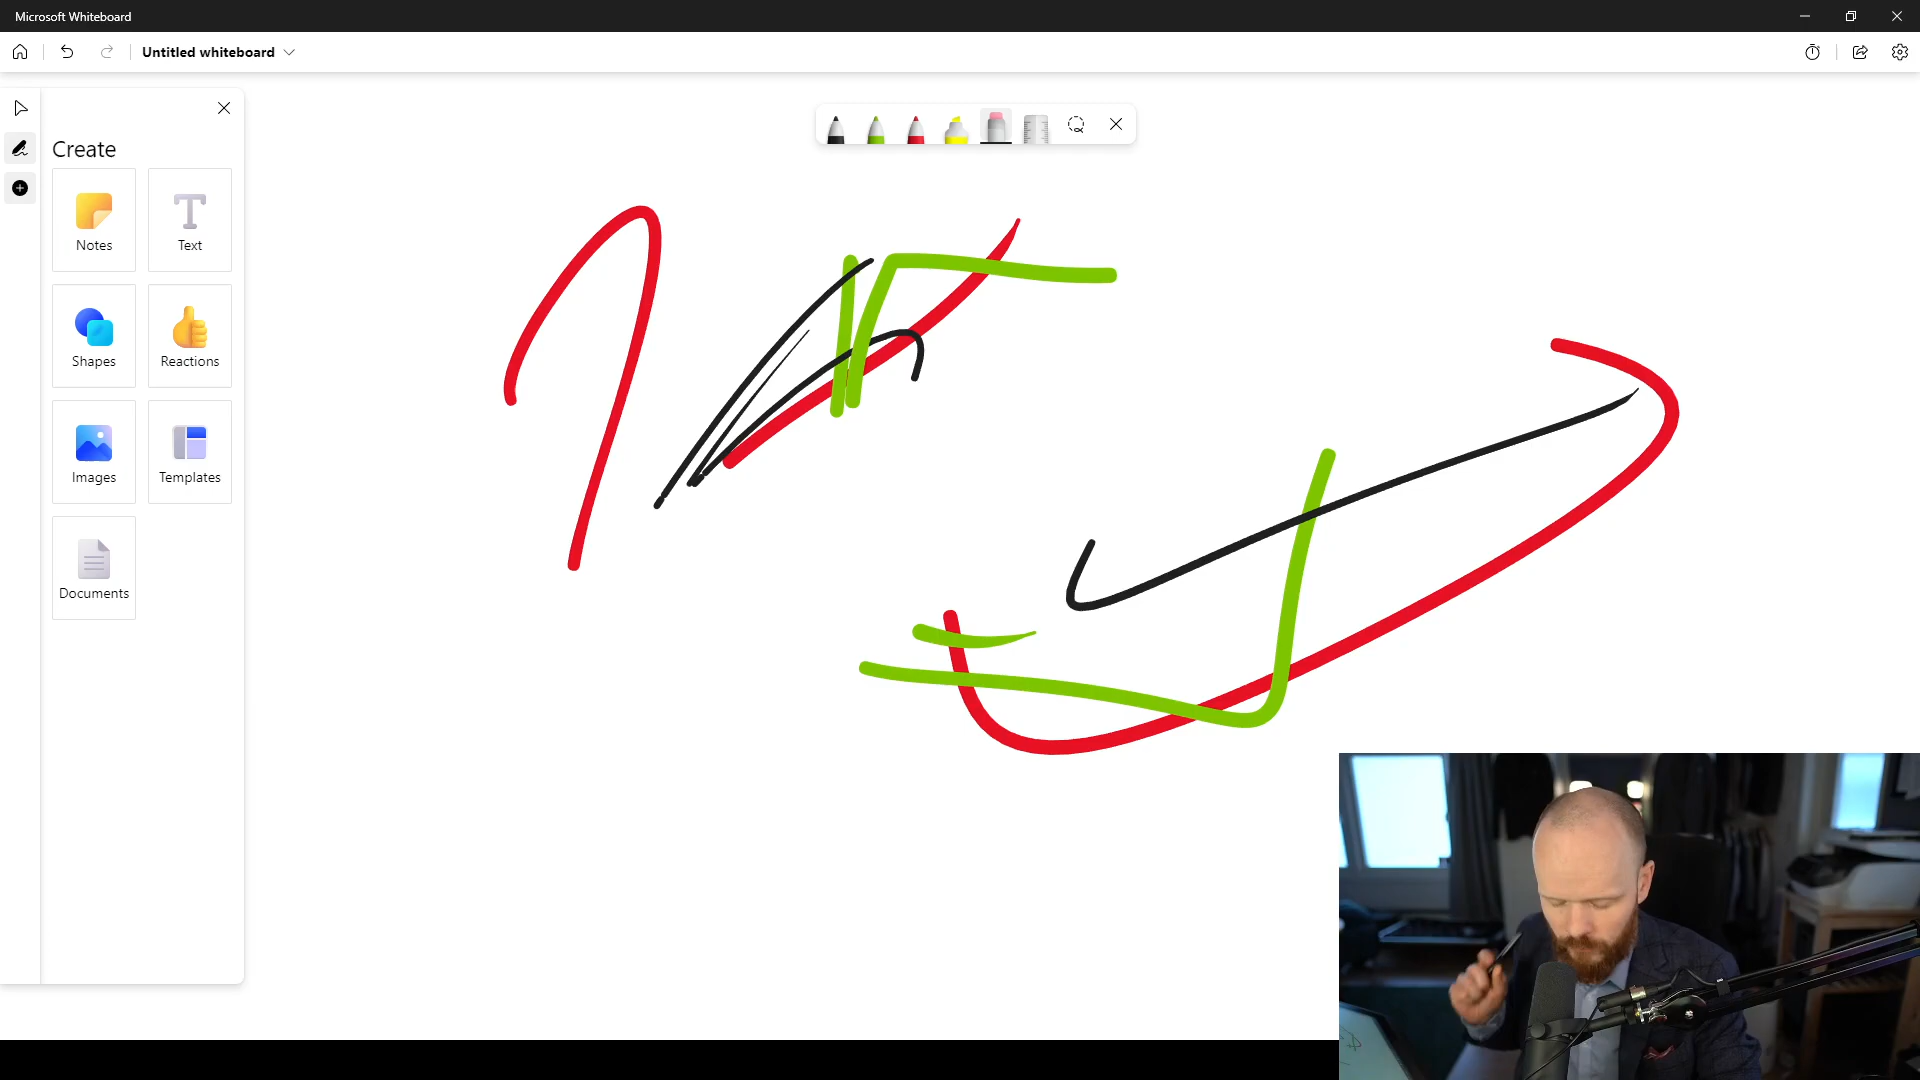 Microsoft Whiteboard
Untitled whiteboard
Create
Notes
Text
Shapes
Reactions
Images
Templates
Documents